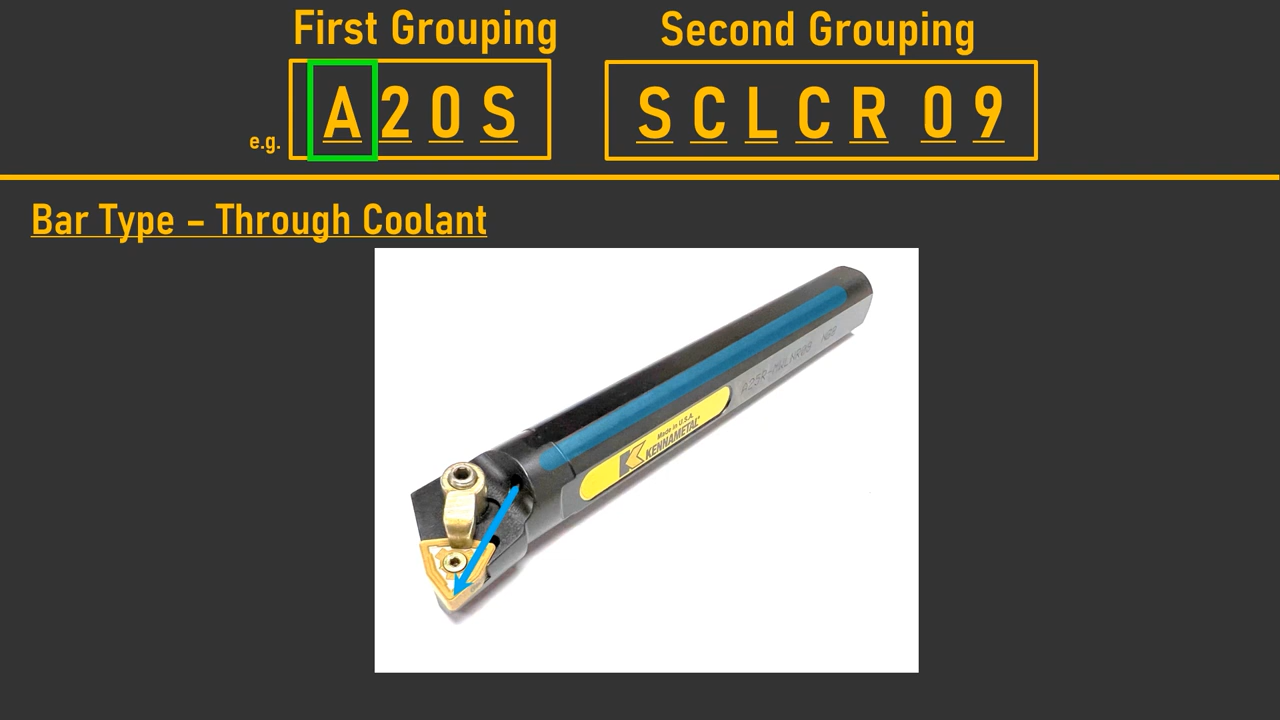 First Grouping
Second Grouping
e.g.
A 2 0 S
S C L C R 0 9
Bar Type – Through Coolant
Made in U.S.A.
KENNAMETAL